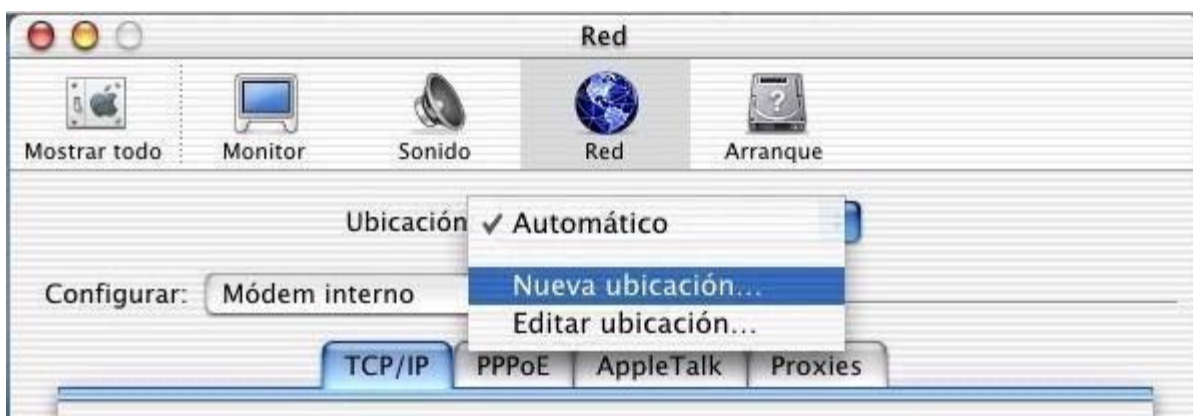 Red
Mostrar todo Monitor Sonido Red Arranque
Ubicación ✓ Automático
Nueva ubicación...
Configurar: Módem interno
Editar ubicación...
TCP/IP PPPoE AppleTalk Proxies